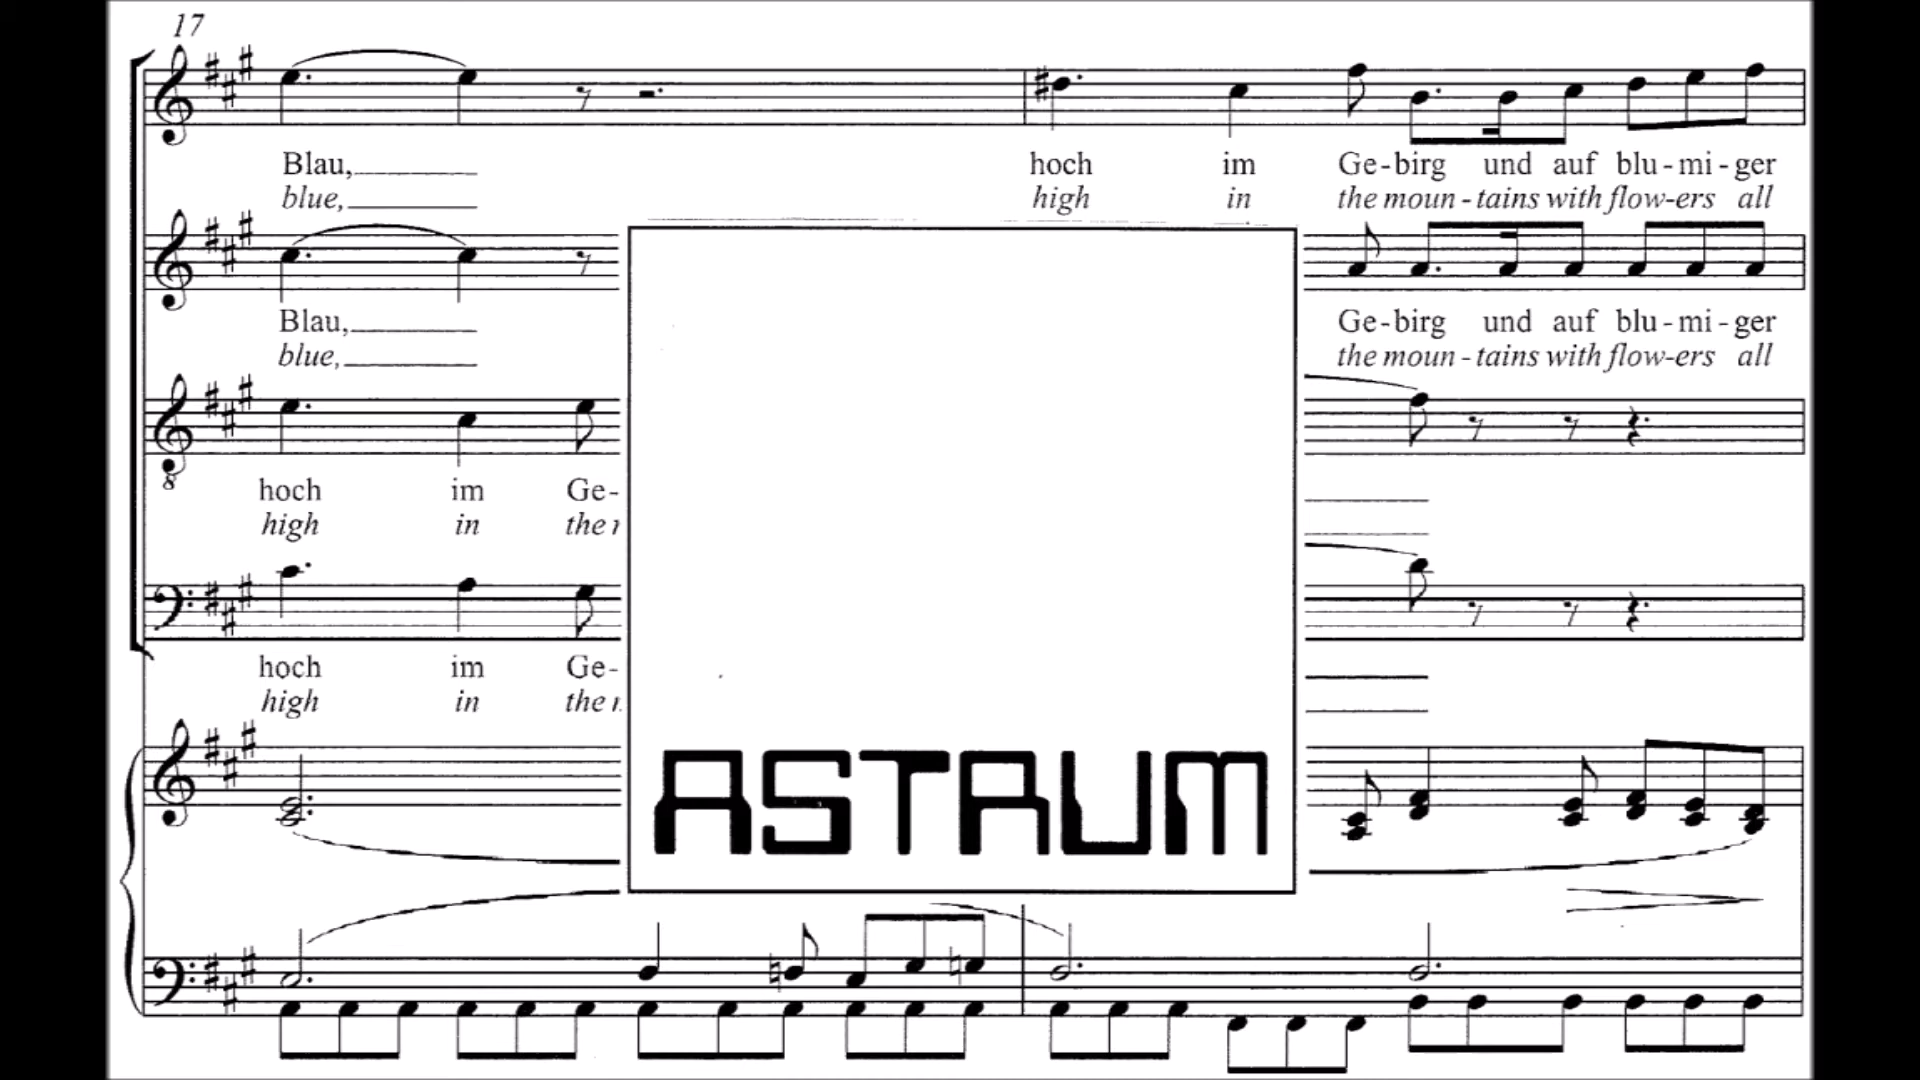 17
Blau, hoch im Ge-birg und auf blu-mi-ger
blue, high in the moun-tains with flow-ers all
Blau, Ge-birg und auf blu-mi-ger
blue, the moun-tains with flow-ers all
8
hoch im Ge-
high in the
hoch im Ge-
high in the
ASTRUM